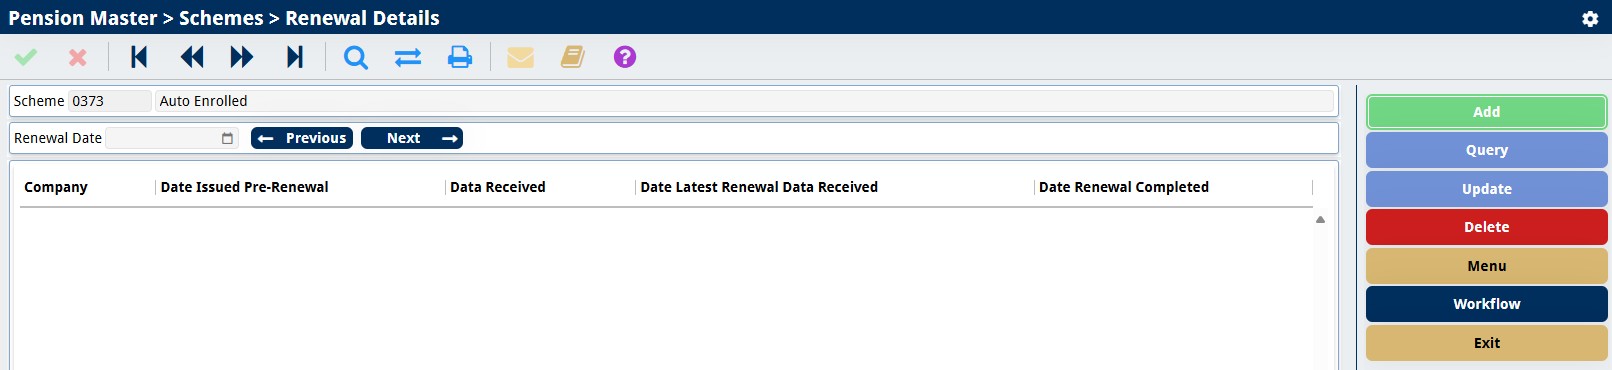 Pension Master > Schemes > Renewal Details
?
Scheme 0373 Auto Enrolled
Renewal Date Previous Next
Company Date Issued Pre-Renewal Data Received Date Latest Renewal Data Received Date Renewal Completed
Add
Query
Update
Delete
Menu
Workflow
Exit